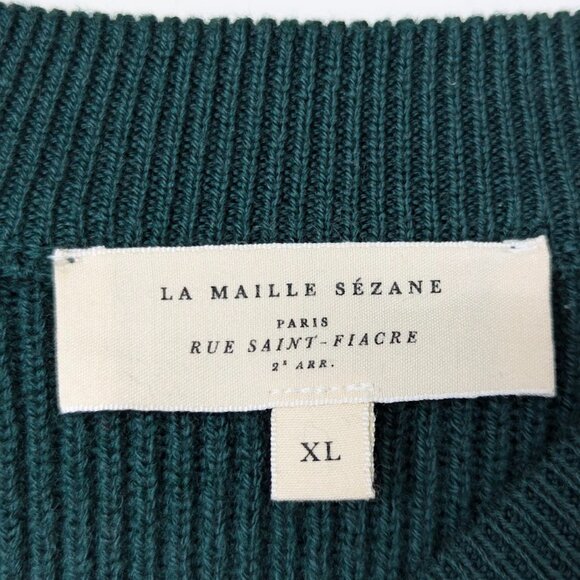 LA MAILLE SÉZANE
PARIS
RUE SAINT-FIACRE
2ᵉ ARR.
XL